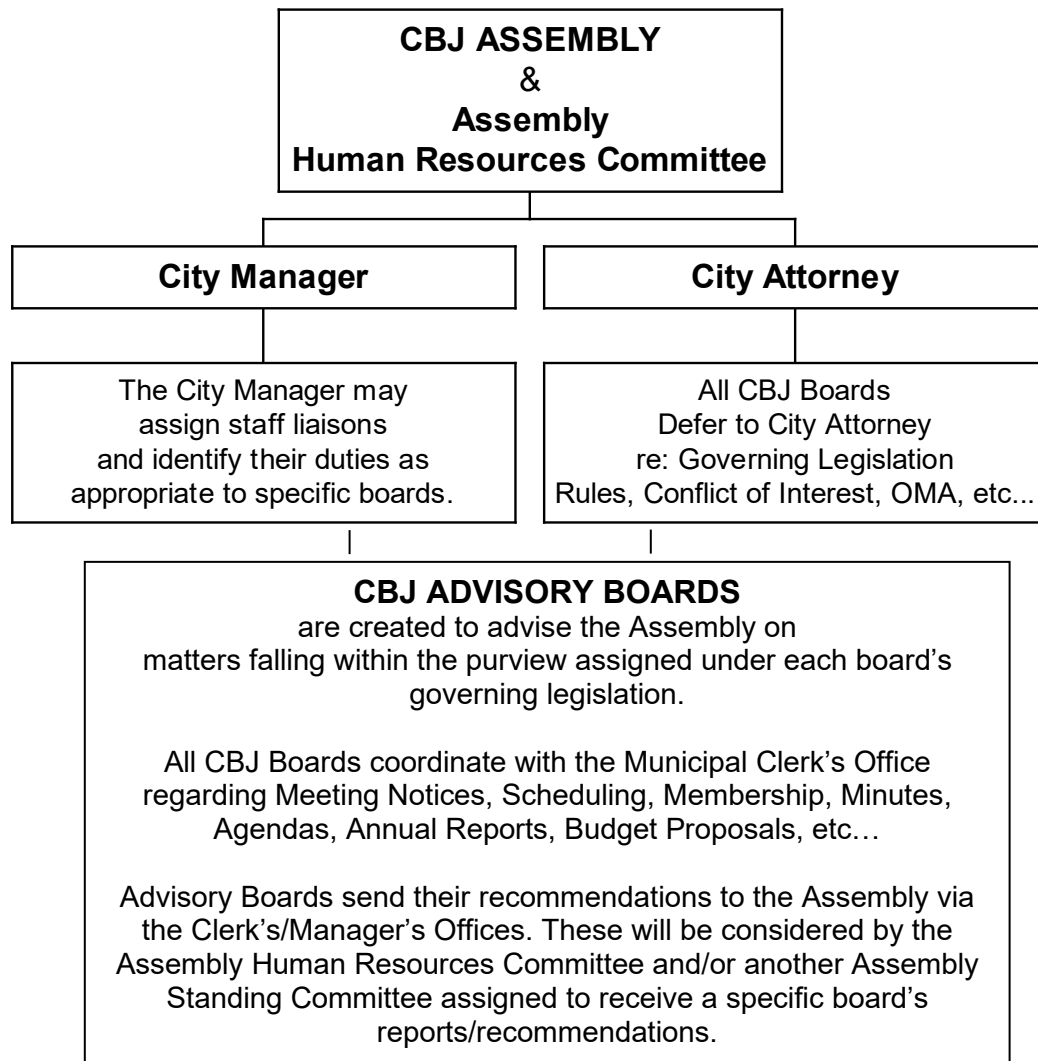 CBJ ASSEMBLY
&
Assembly
Human Resources Committee
City Manager
City Attorney
The City Manager may
assign staff liaisons
and identify their duties as
appropriate to specific boards.
All CBJ Boards
Defer to City Attorney
re: Governing Legislation
Rules, Conflict of Interest, OMA, etc...
CBJ ADVISORY BOARDS
are created to advise the Assembly on
matters falling within the purview assigned under each board’s
governing legislation.
All CBJ Boards coordinate with the Municipal Clerk’s Office
regarding Meeting Notices, Scheduling, Membership, Minutes,
Agendas, Annual Reports, Budget Proposals, etc…
Advisory Boards send their recommendations to the Assembly via
the Clerk’s/Manager’s Offices. These will be considered by the
Assembly Human Resources Committee and/or another Assembly
Standing Committee assigned to receive a specific board’s
reports/recommendations.